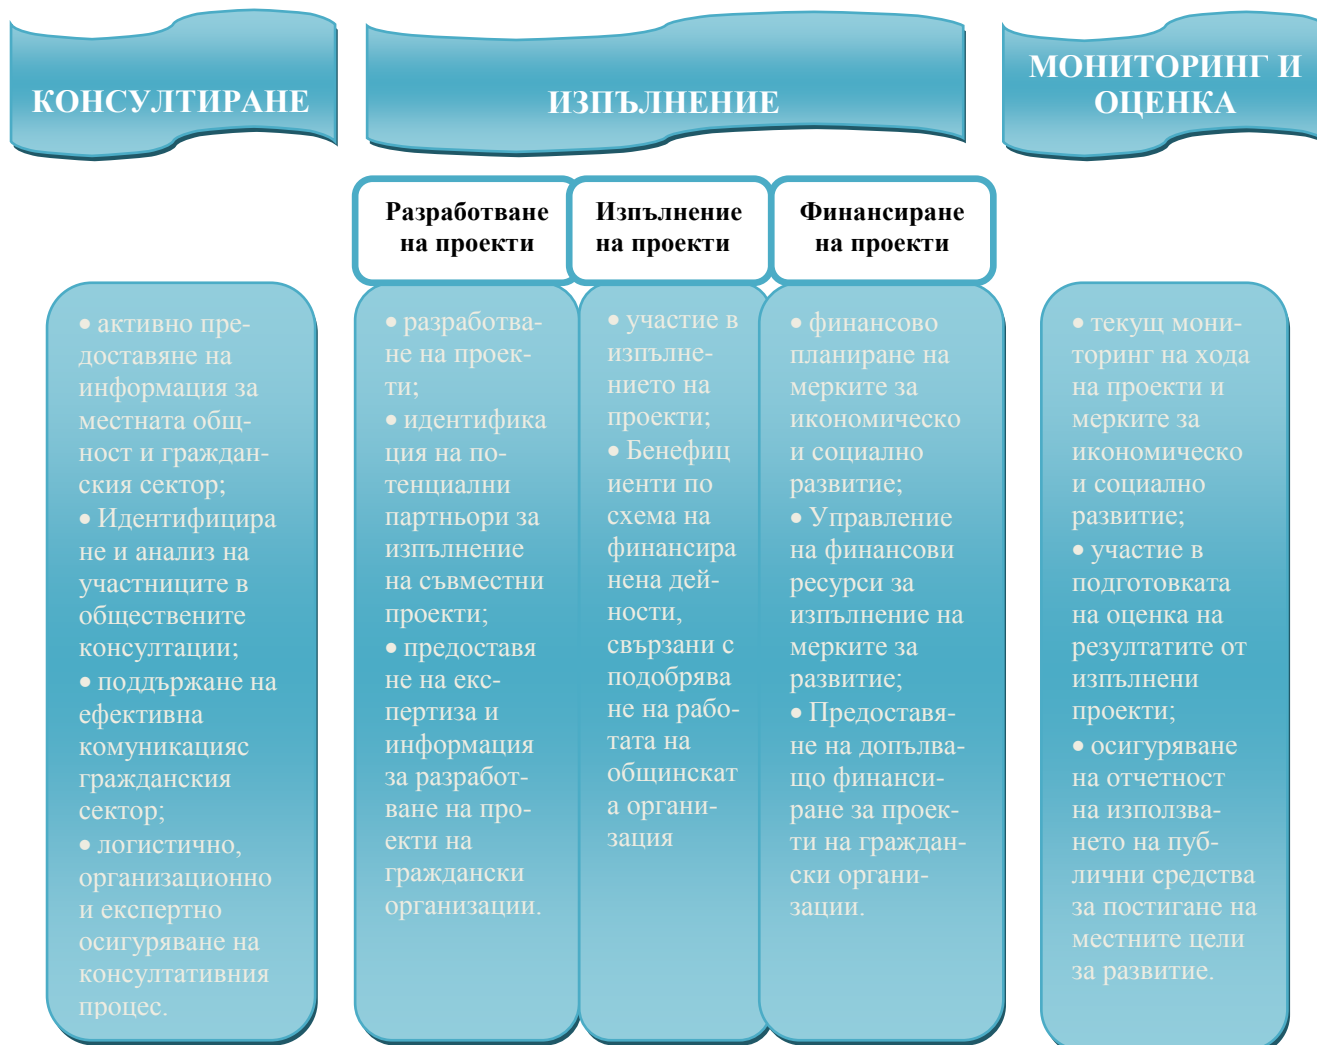 КОНСУЛТИРАНЕ
ИЗПЪЛНЕНИЕ
МОНИТОРИНГ И
ОЦЕНКА
Разработване
на проекти
Изпълнение
на проекти
Финансиране
на проекти
• активно пре-
доставяне на
информация за
местната общ-
ност и граждан-
ския сектор;
• Идентифицира
не и анализ на
участниците в
обществените
консултации;
• поддържане на
ефективна
комуникацияс
гражданския
сектор;
• логистично,
организационно
и експертно
осигуряване на
консултативния
процес.
• разработва-
не на проек-
ти;
• идентифика
ция на по-
тенциални
партньори за
изпълнение
на съвместни
проекти;
• предоставя
не на екс-
пертиза и
информация
за разработ-
ване на про-
екти на
граждански
организации.
• участие в
изпълне-
нието на
проекти;
• Бенефиц
иенти по
схема на
финансира
нена дей-
ности,
свързани с
подобрява
не на рабо-
тата на
общинскат
а органи-
зация
• финансово
планиране на
мерките за
икономическо
и социално
развитие;
• Управление
на финансови
ресурси за
изпълнение на
мерките за
развитие;
• Предоставя-
не на допълва-
що финанси-
ране за проек-
ти на граждан-
ски органи-
зации.
• текущ мони-
торинг на хода
на проекти и
мерките за
икономическо
и социално
развитие;
• участие в
подготовката
на оценка на
резултатите от
изпълнени
проекти;
• осигуряване
на отчетност
на използва-
нето на пуб-
лични средства
за постигане на
местните цели
за развитие.